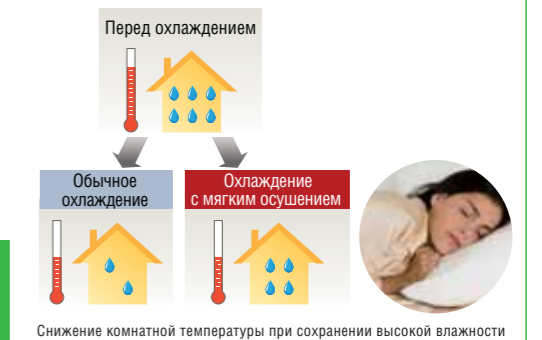 Перед охлаждением
Обычное
охлаждение
Охлаждение
с мягким осушением
Снижение комнатной температуры при сохранении высокой влажности